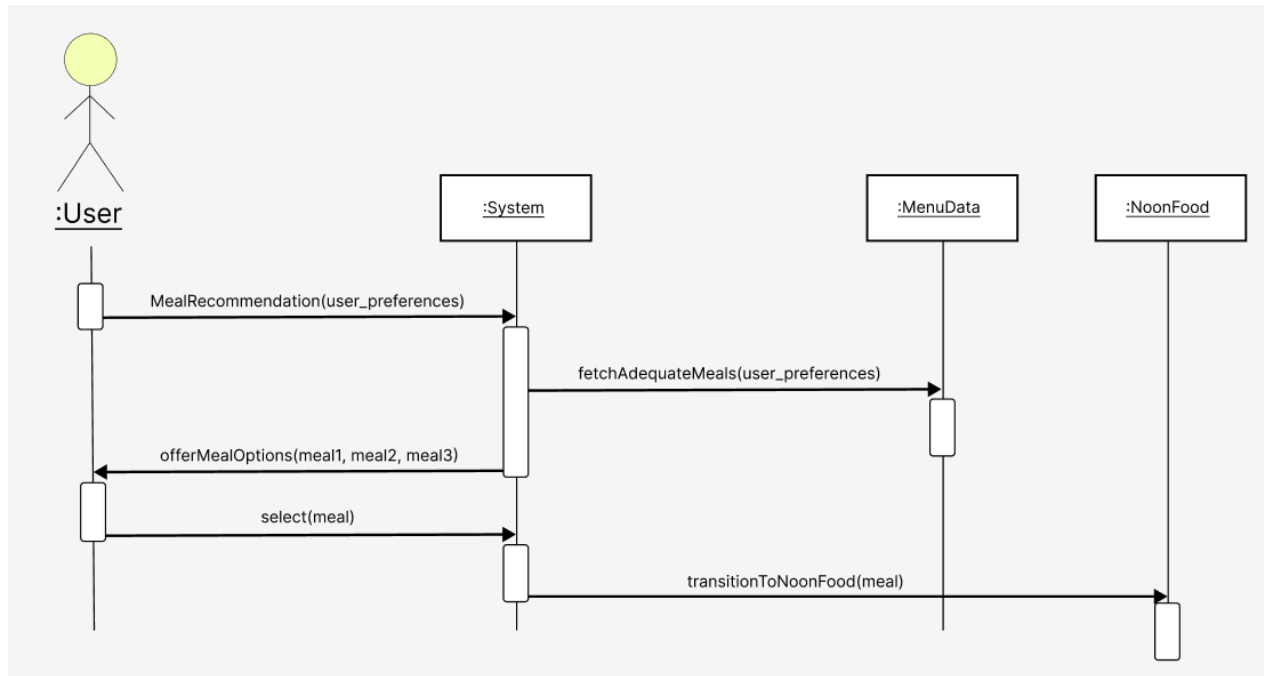 :User
:System
:MenuData
:NoonFood
MealRecommendation(user_preferences)
fetchAdequateMeals(user_preferences)
offerMealOptions(meal1, meal2, meal3)
select(meal)
transitionToNoonFood(meal)